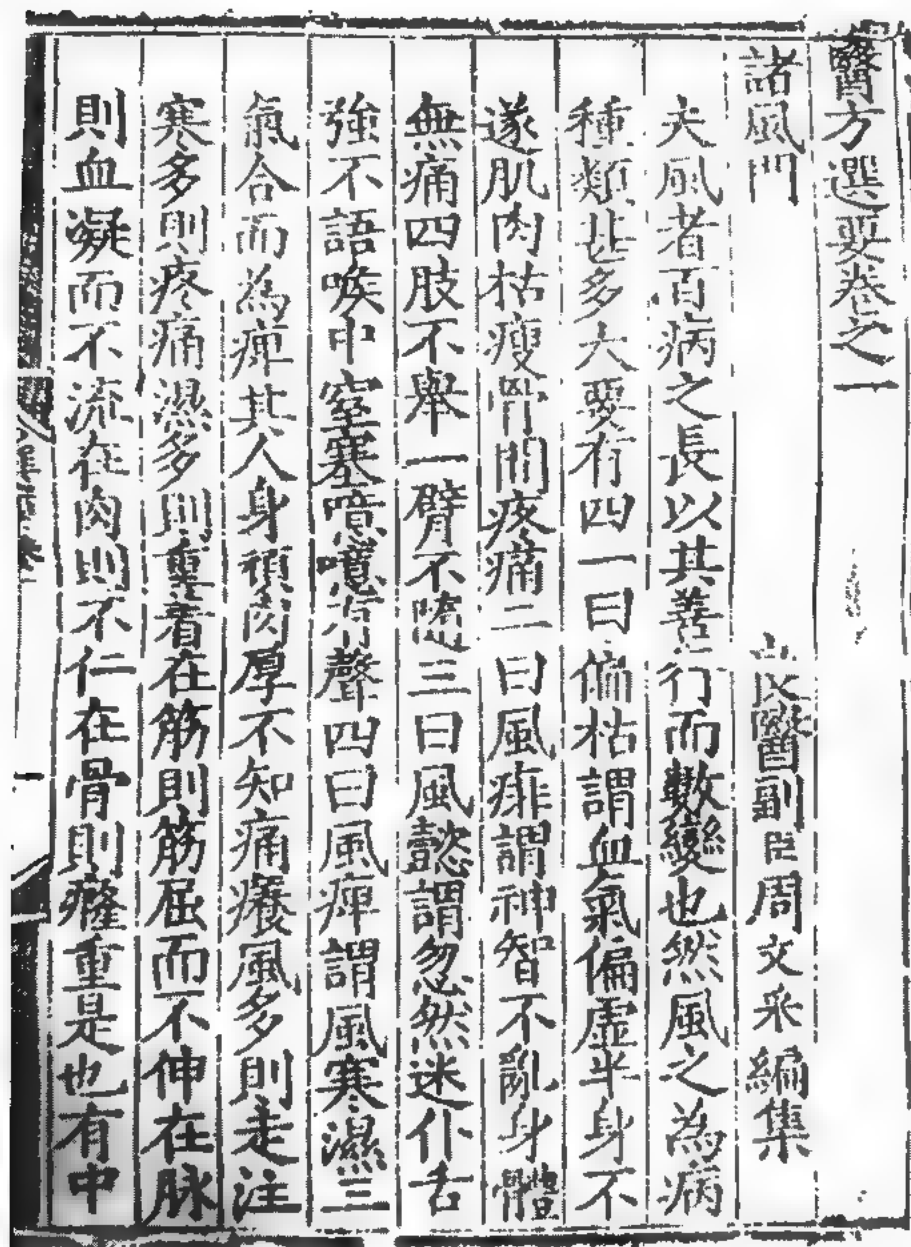 醫方選要卷之一
諸風門
良醫副臣周文采編集
夫風者百病之長以其善行而數變也然風之為病
種類甚多大要有四一曰偏枯謂血氣偏虛半身不
遂肌肉枯瘦骨間疼痛二曰風痱謂神智不亂身體
無痛四肢不舉一臂不隨三曰風懿謂忽然迷仆舌
強不語喉中窒塞噫噫有聲四曰風痺謂風寒濕三
氣合而為痺其人身頑肉厚不知痛癢風多則走注
寒多則疼痛濕多則重着在筋則筋屈而不伸在脉
則血凝而不流在肉則不仁在骨則癃重是也有中